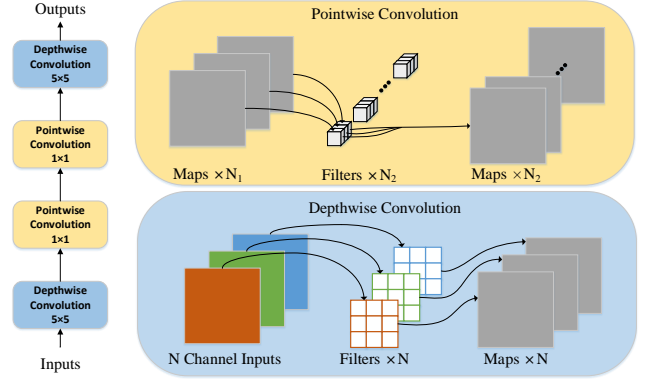 Outputs
Depthwise
Convolution
5×5
Pointwise
Convolution
1×1
Pointwise
Convolution
1×1
Depthwise
Convolution
5×5
Inputs
Pointwise Convolution
Maps ×N₁
Filters ×N₂
Maps ×N₂
Depthwise Convolution
N Channel Inputs
Filters ×N
Maps ×N